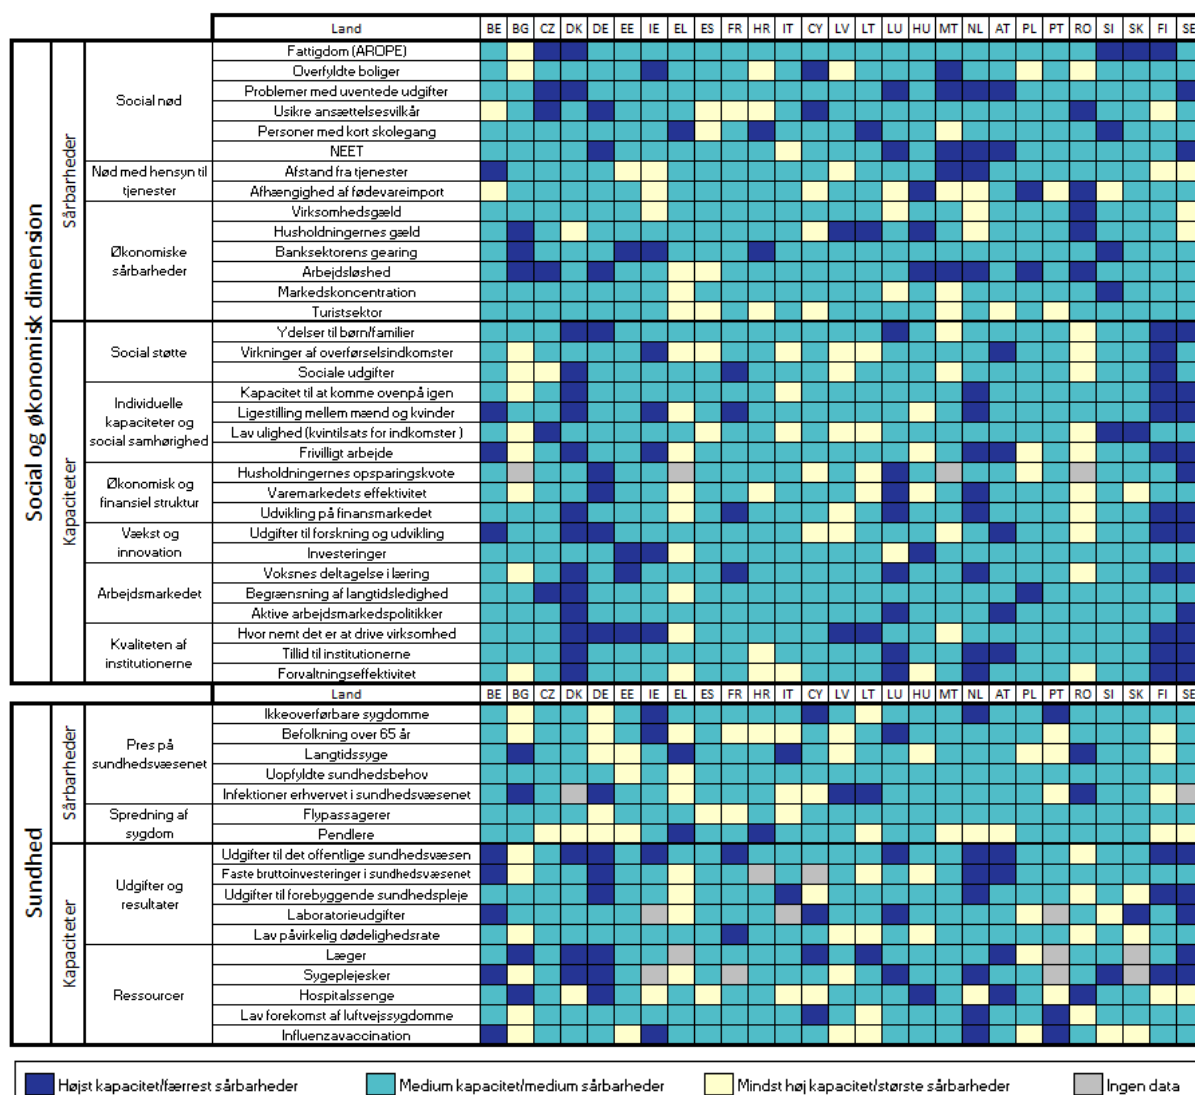 Land BE BG CZ DK DE EE IE EL ES FR HR IT CY LV LT LU HU MT NL AT PL PT RO SI SK FI SE
Social og økonomisk dimension
Sårbarheder
Social nød
Fattigdom (AROPE)
Overfyldte boliger
Problemer med uventede udgifter
Usikre ansættelsesvilkår
Personer med kort skolegang
NEET
Nød med hensyn til
tjenester
Afstand fra tjenester
Afhængighed af fødevareimport
Økonomiske
sårbarheder
Virksomhedsgæld
Husholdningernes gæld
Banksektorens gearing
Arbejdsløshed
Markedskoncentration
Turistsektor
Kapaciteter
Social støtte
Ydelser til børn/familier
Virkninger af overførselsindkomster
Sociale udgifter
Individuelle
kapaciteter og
social samhørighed
Kapacitet til at komme ovenpå igen
Ligestilling mellem mænd og kvinder
Lav ulighed (kvintilsats for indkomster )
Frivilligt arbejde
Økonomisk og
finansiel struktur
Husholdningernes opsparingskvote
Varemarkedets effektivitet
Udvikling på finansmarkedet
Vækst og
innovation
Udgifter til forskning og udvikling
Investeringer
Arbejdsmarkedet
Voksnes deltagelse i læring
Begrænsning af langtidsledighed
Aktive arbejdsmarkedspolitikker
Kvaliteten af
institutionerne
Hvor nemt det er at drive virksomhed
Tillid til institutionerne
Forvaltningseffektivitet
Land BE BG CZ DK DE EE IE EL ES FR HR IT CY LV LT LU HU MT NL AT PL PT RO SI SK FI SE
Sundhed
Sårbarheder
Pres på
sundhedsvæsenet
Ikkeoverførbare sygdomme
Befolkning over 65 år
Langtidssyge
Uopfyldte sundhedsbehov
Infektioner erhvervet i sundhedsvæsenet
Spredning af
sygdom
Flypassagerer
Pendlere
Kapaciteter
Udgifter og
resultater
Udgifter til det offentlige sundhedsvæsen
Faste bruttoinvesteringer i sundhedsvæsenet
Udgifter til forebyggende sundhedspleje
Laboratorieudgifter
Lav påvirkelig dødelighedsrate
Ressourcer
Læger
Sygeplejesker
Hospitalssenge
Lav forekomst af luftvejssygdomme
Influenzavaccination
Højst kapacitet/færrest sårbarheder Medium kapacitet/medium sårbarheder Mindst høj kapacitet/største sårbarheder Ingen data